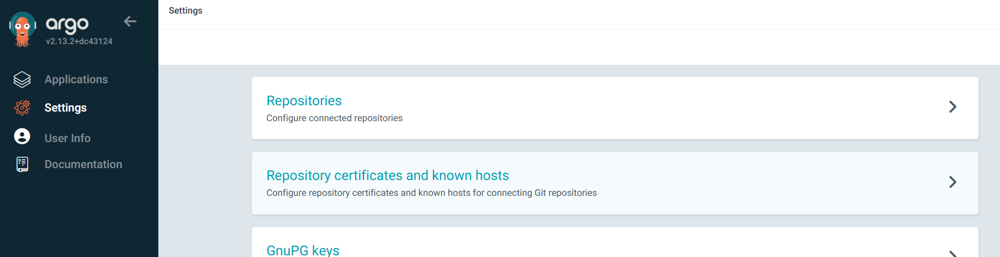 argo
v2.13.2+dc43124
Applications
Settings
User Info
Documentation
Settings
Repositories
Configure connected repositories
Repository certificates and known hosts
Configure repository certificates and known hosts for connecting Git repositories
GnuPG keys